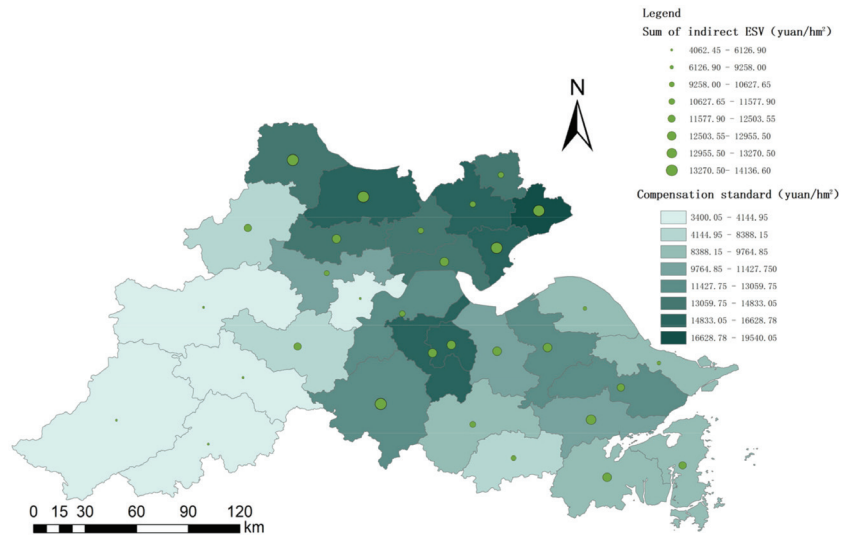 Legend
Sum of indirect ESV (yuan/hm²)
4062.45 - 6126.90
6126.90 - 9258.00
9258.00 - 10627.65
10627.65 - 11577.90
11577.90 - 12503.55
12503.55- 12955.50
12955.50 - 13270.50
13270.50- 14136.60
N
Compensation standard (yuan/hm²)
3400.05 - 4144.95
4144.95 - 8388.15
8388.15 - 9764.85
9764.85 - 11427.750
11427.75 - 13059.75
13059.75 - 14833.05
14833.05 - 16628.78
16628.78 - 19540.05
0 15 30 60 90 120
km